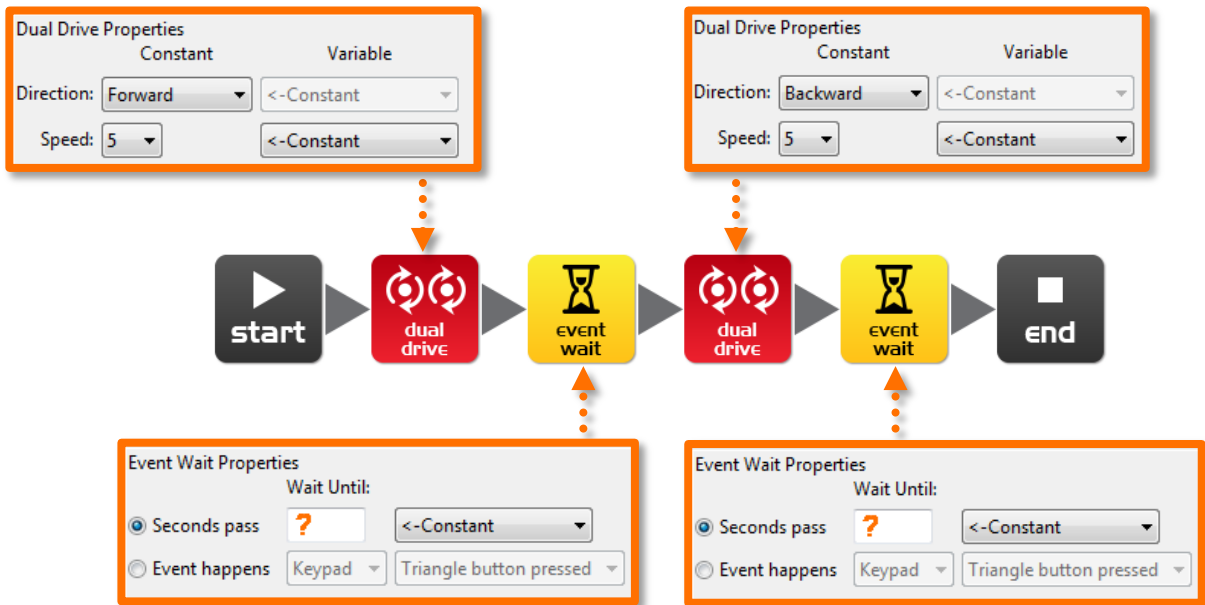 Dual Drive Properties
Constant Variable
Direction: Forward <-Constant
Speed: 5 <-Constant
Dual Drive Properties
Constant Variable
Direction: Backward <-Constant
Speed: 5 <-Constant
start
dual
drive
event
wait
dual
drive
event
wait
end
Event Wait Properties
Wait Until:
Seconds pass ? <-Constant
Event happens Keypad Triangle button pressed
Event Wait Properties
Wait Until:
Seconds pass ? <-Constant
Event happens Keypad Triangle button pressed